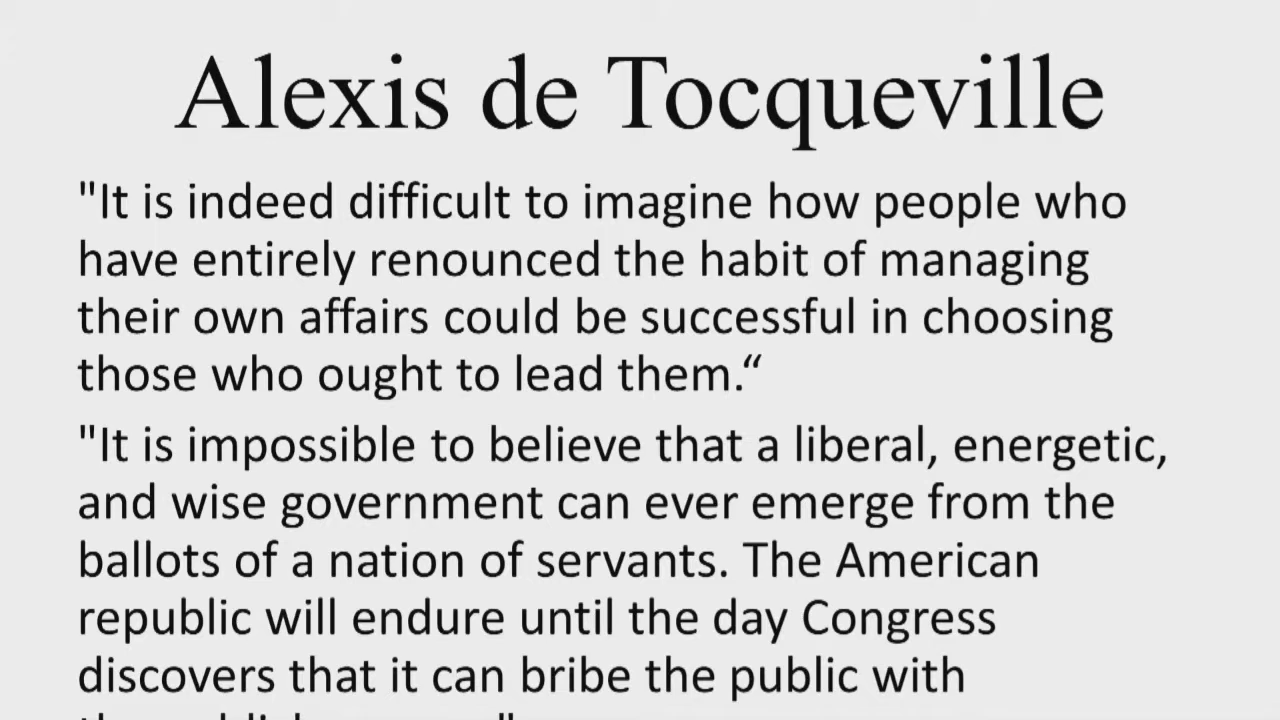 Alexis de Tocqueville
"It is indeed difficult to imagine how people who
have entirely renounced the habit of managing
their own affairs could be successful in choosing
those who ought to lead them.“
"It is impossible to believe that a liberal, energetic,
and wise government can ever emerge from the
ballots of a nation of servants. The American
republic will endure until the day Congress
discovers that it can bribe the public with